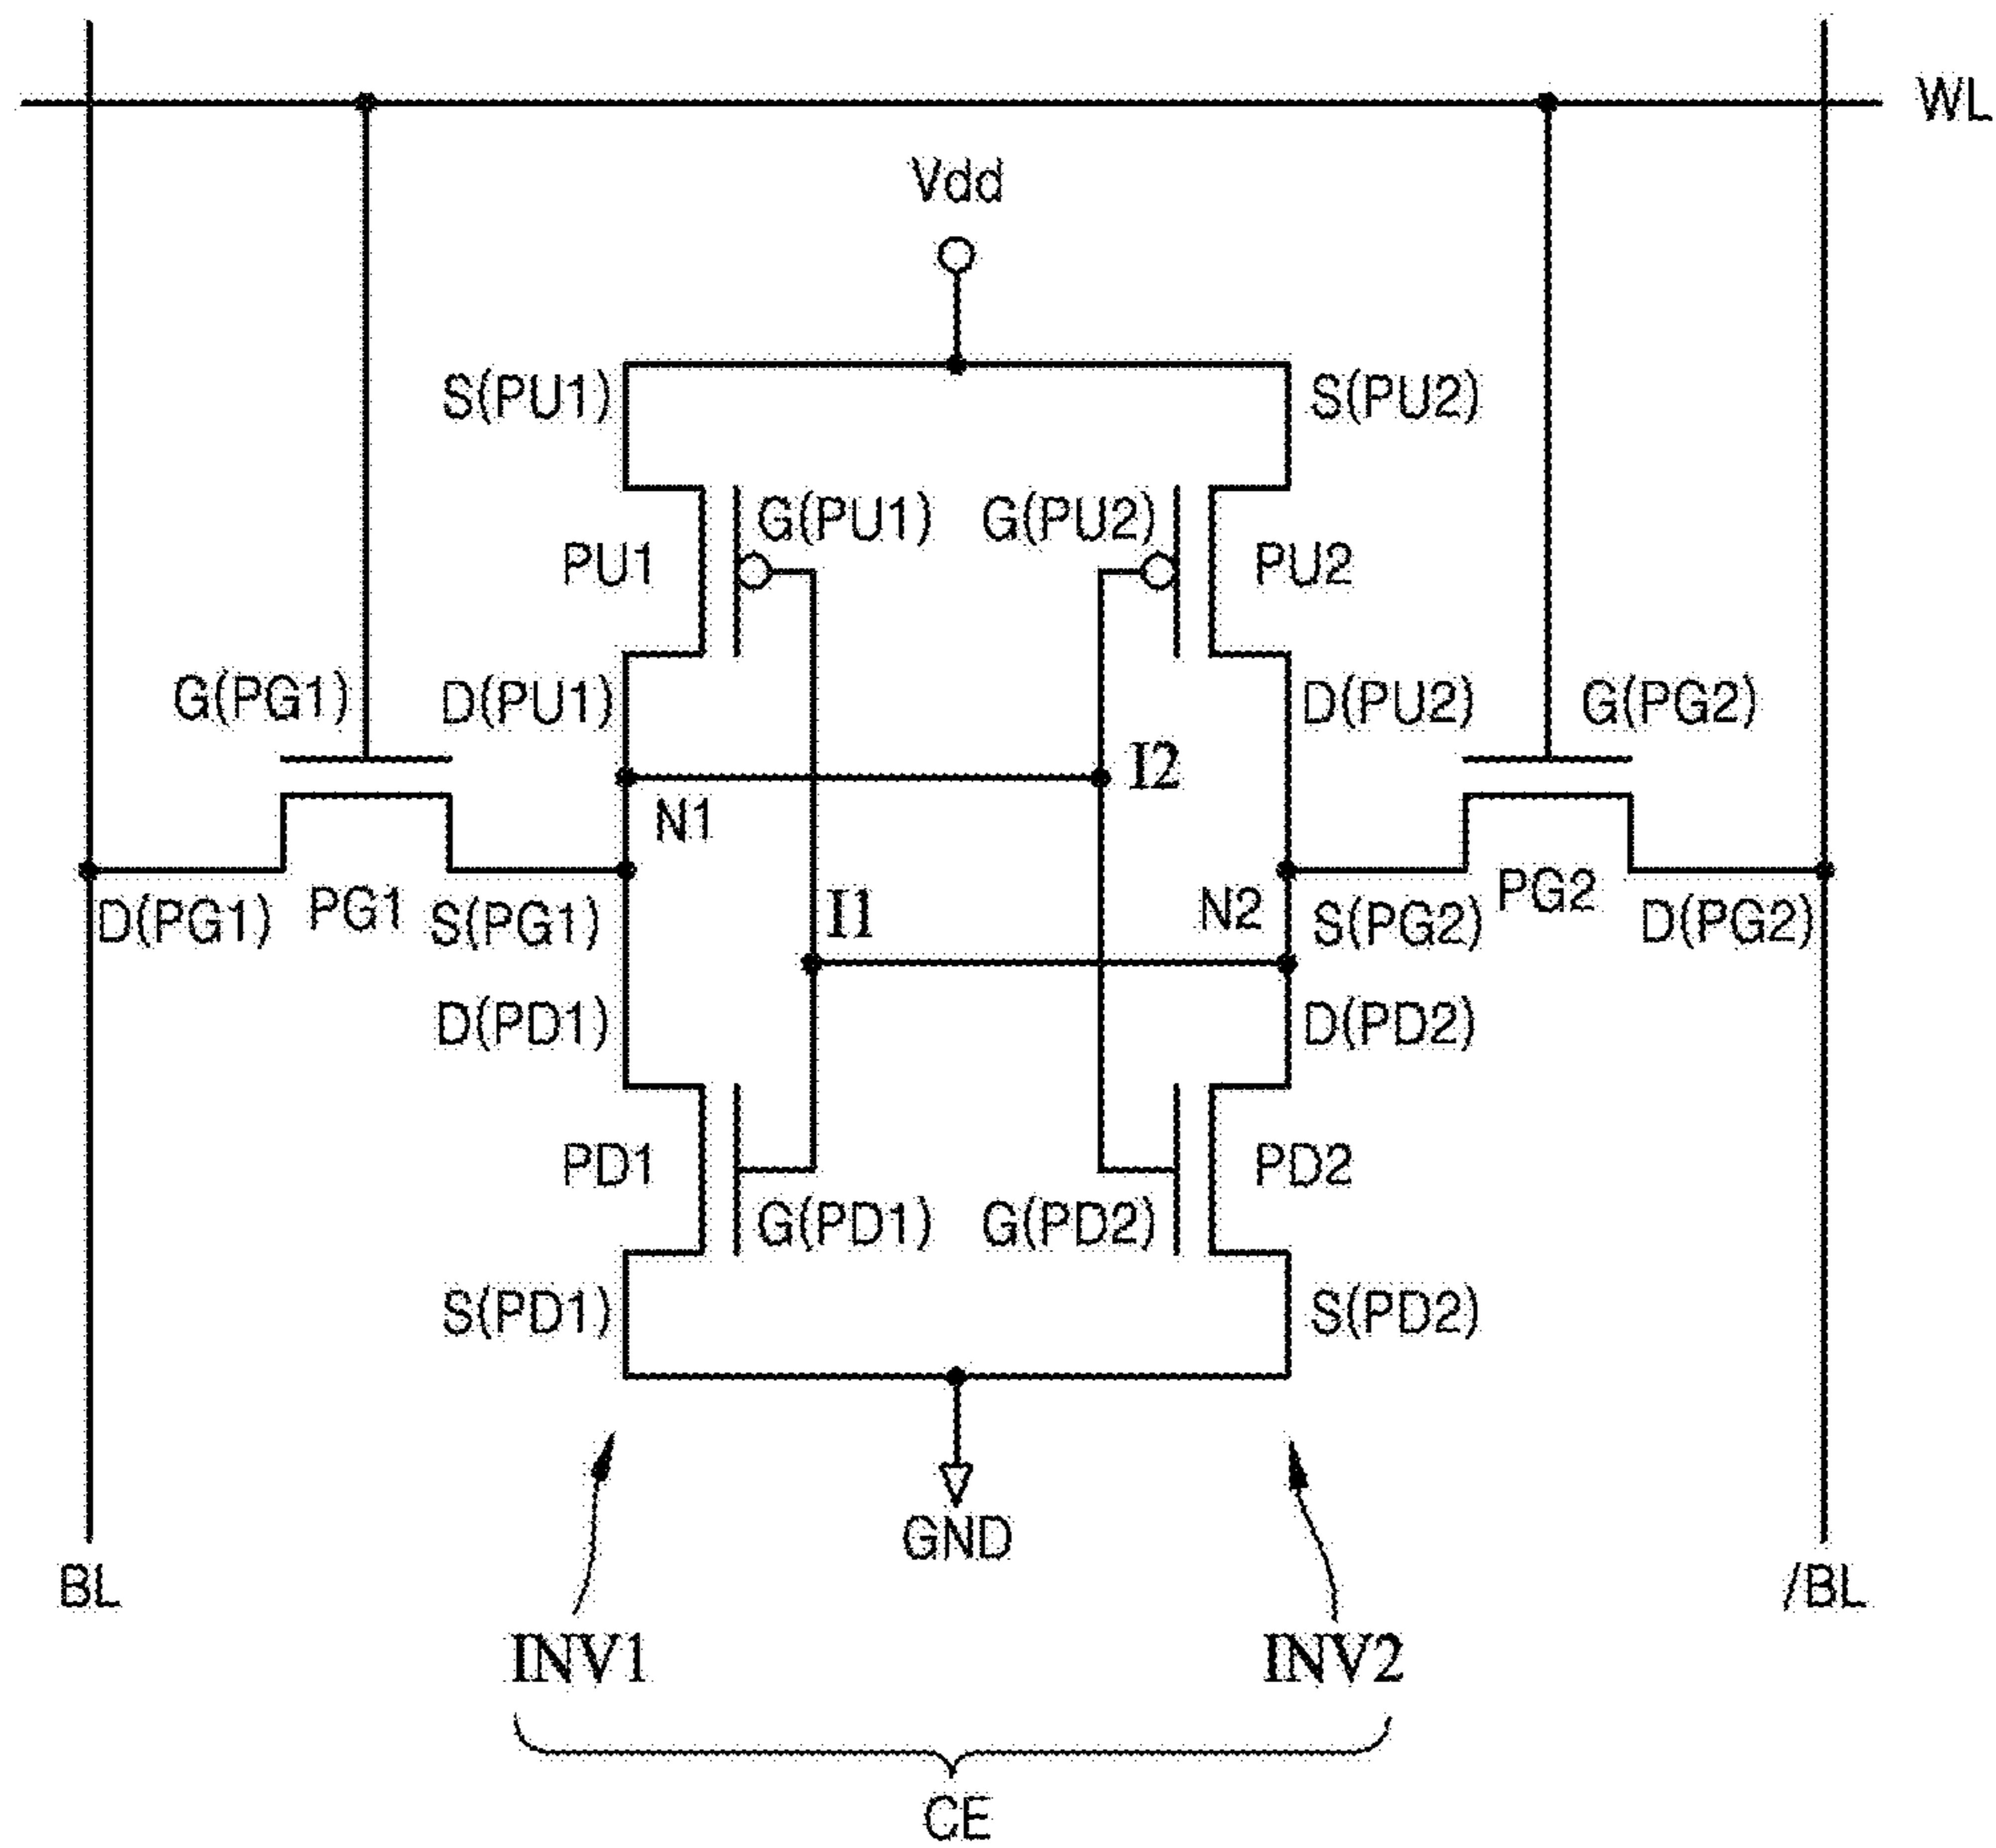 WL
Vdd
S(PU1) S(PU2)
G(PU1) G(PU2)
PU1 PU2
G(PG1) D(PU1) D(PU2) G(PG2)
I2
N1
PG1 I1 N2 PG2
D(PG1) S(PG1) S(PG2) D(PG2)
D(PD1) D(PD2)
PD1 PD2
G(PD1) G(PD2)
S(PD1) S(PD2)
GND
BL /BL
INV1 INV2
CE